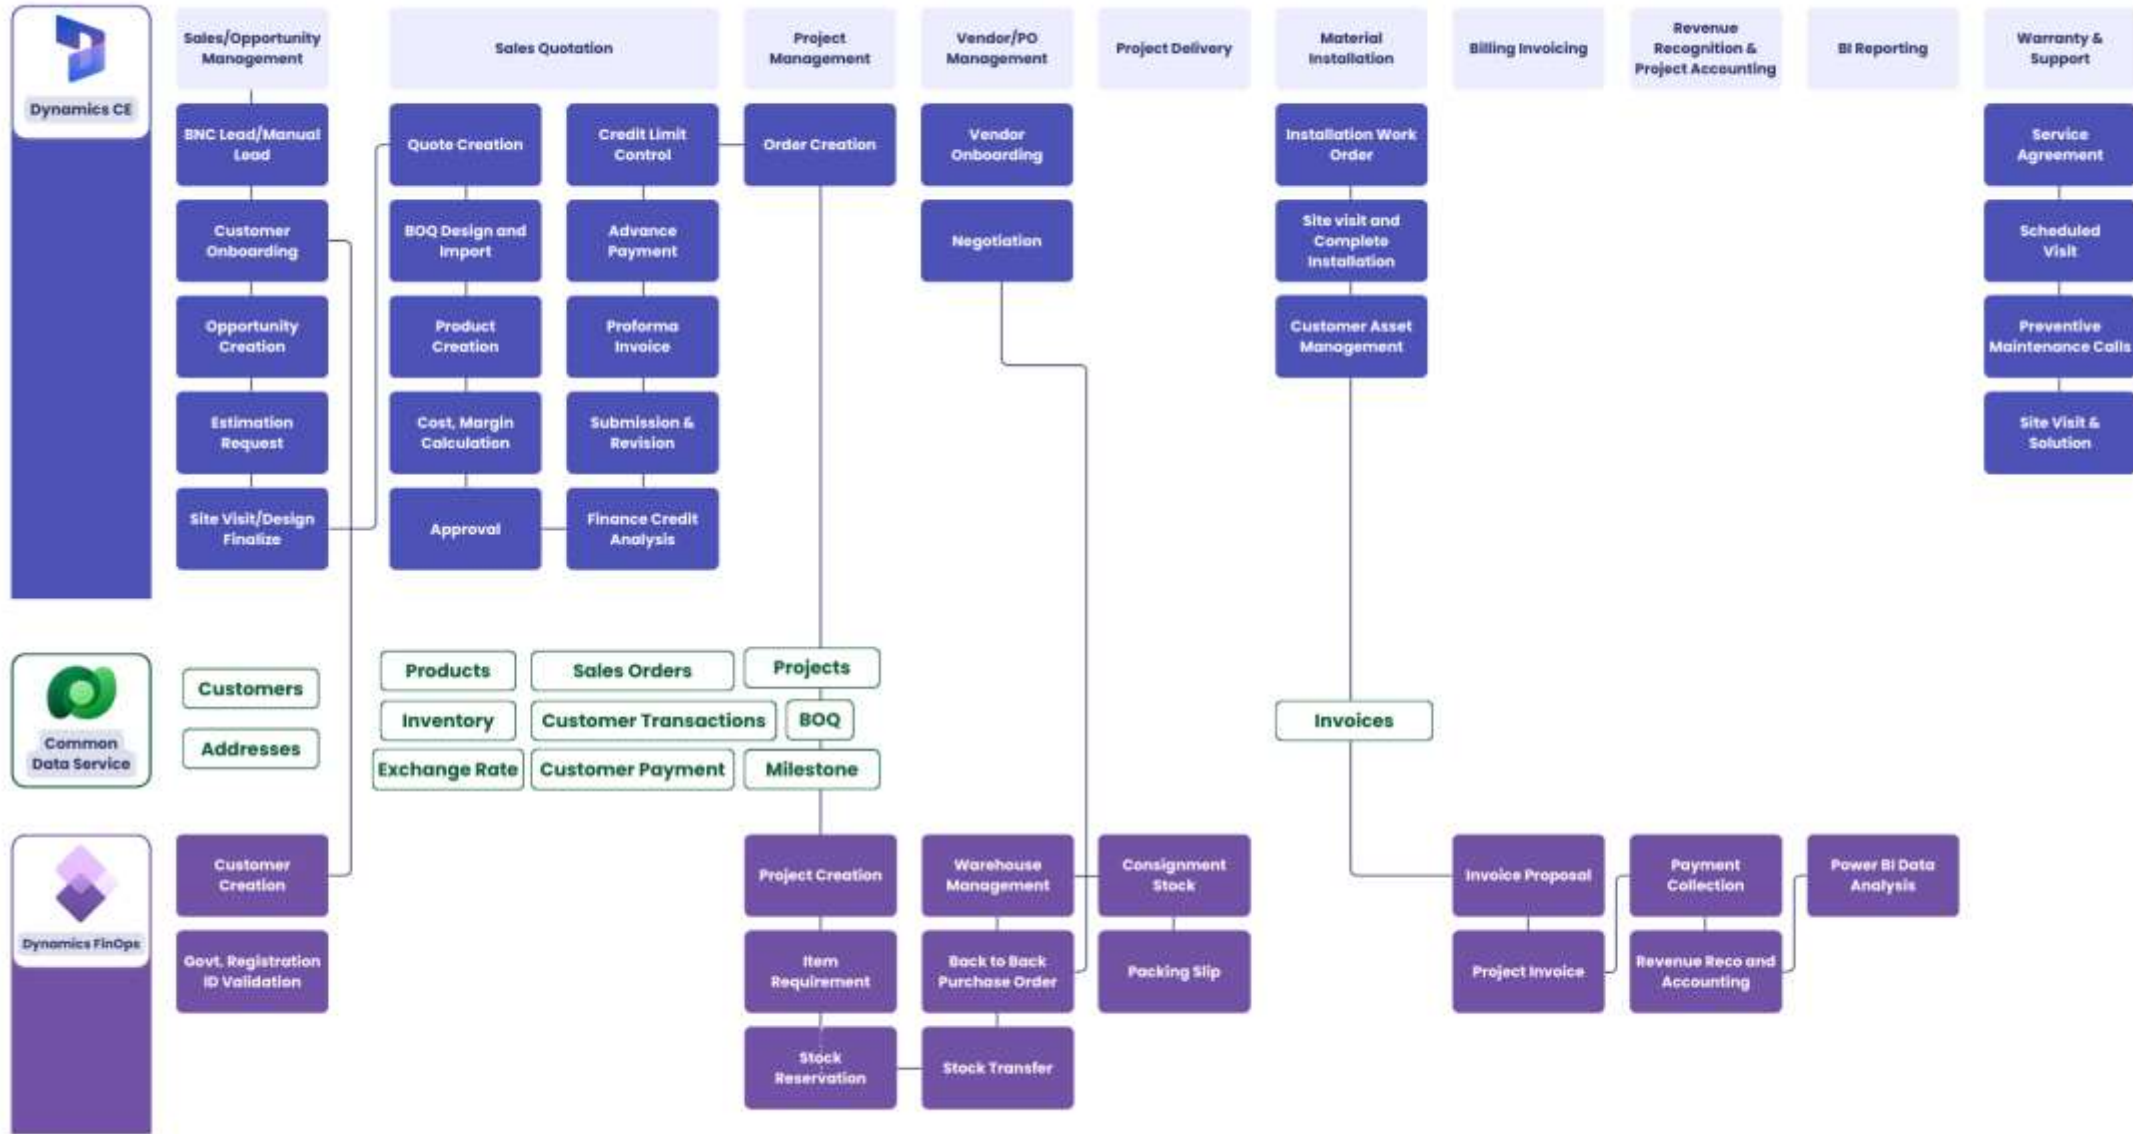 Dynamics CE
Sales/Opportunity
Management
Sales Quotation
Project
Management
Vendor/PO
Management
Project Delivery
Material
Installation
Billing Invoicing
Revenue
Recognition &
Project Accounting
BI Reporting
Warranty &
Support
BNC Lead/Manual
Lead
Quote Creation
Credit Limit
Control
Order Creation
Vendor
Onboarding
Installation Work
Order
Service
Agreement
Customer
Onboarding
BOQ Design and
Import
Advance
Payment
Negotiation
Site visit and
Complete
Installation
Scheduled
Visit
Opportunity
Creation
Product
Creation
Proforma
Invoice
Customer Asset
Management
Preventive
Maintenance Calls
Estimation
Request
Cost, Margin
Calculation
Submission &
Revision
Site Visit &
Solution
Site Visit/Design
Finalize
Approval
Finance Credit
Analysis
Common
Data Service
Customers
Addresses
Products
Sales Orders
Projects
Inventory
Customer Transactions
BOQ
Invoices
Exchange Rate
Customer Payment
Milestone
Dynamics FinOps
Customer
Creation
Project Creation
Warehouse
Management
Consignment
Stock
Invoice Proposal
Payment
Collection
Power BI Data
Analysis
Govt. Registration
ID Validation
Item
Requirement
Back to Back
Purchase Order
Packing Slip
Project Invoice
Revenue Reco and
Accounting
Stock
Reservation
Stock Transfer